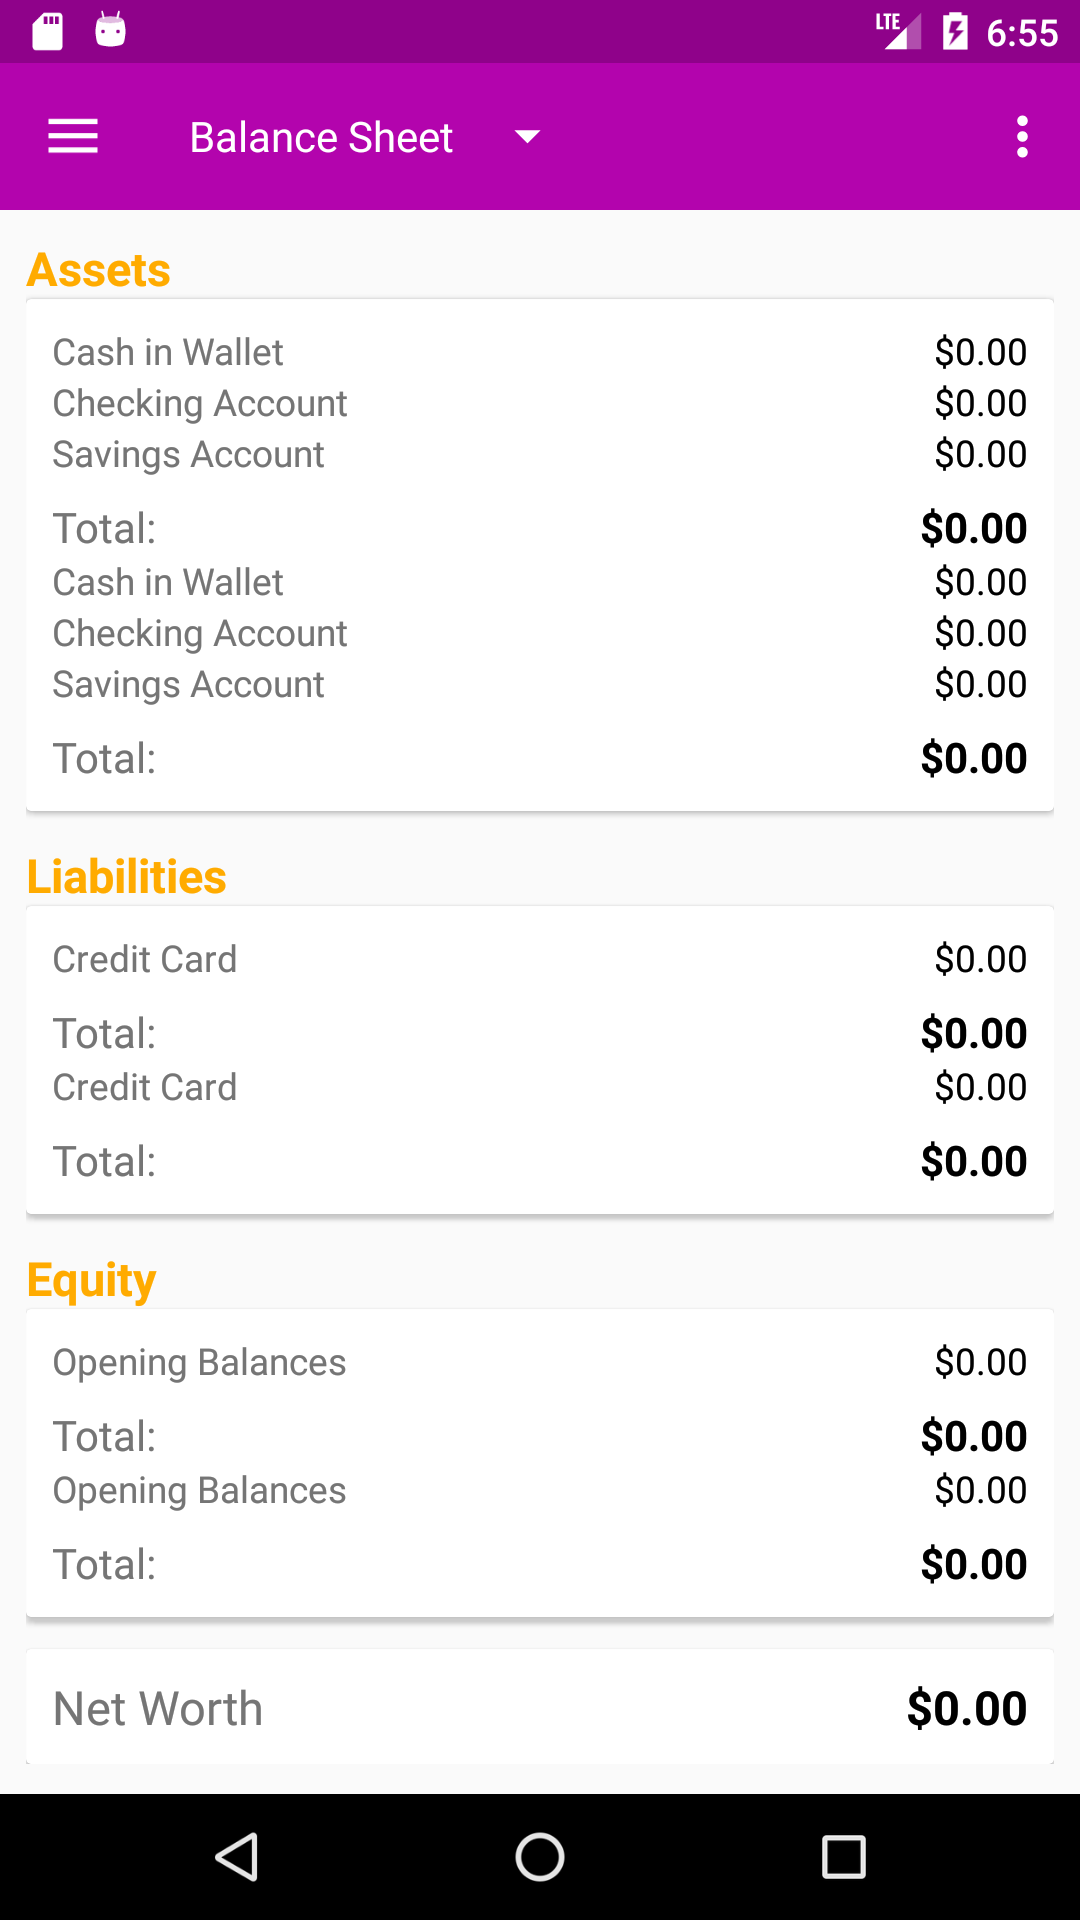 LTE 6:55
Balance Sheet
Assets
Cash in Wallet $0.00
Checking Account $0.00
Savings Account $0.00
Total: $0.00
Cash in Wallet $0.00
Checking Account $0.00
Savings Account $0.00
Total: $0.00
Liabilities
Credit Card $0.00
Total: $0.00
Credit Card $0.00
Total: $0.00
Equity
Opening Balances $0.00
Total: $0.00
Opening Balances $0.00
Total: $0.00
Net Worth $0.00